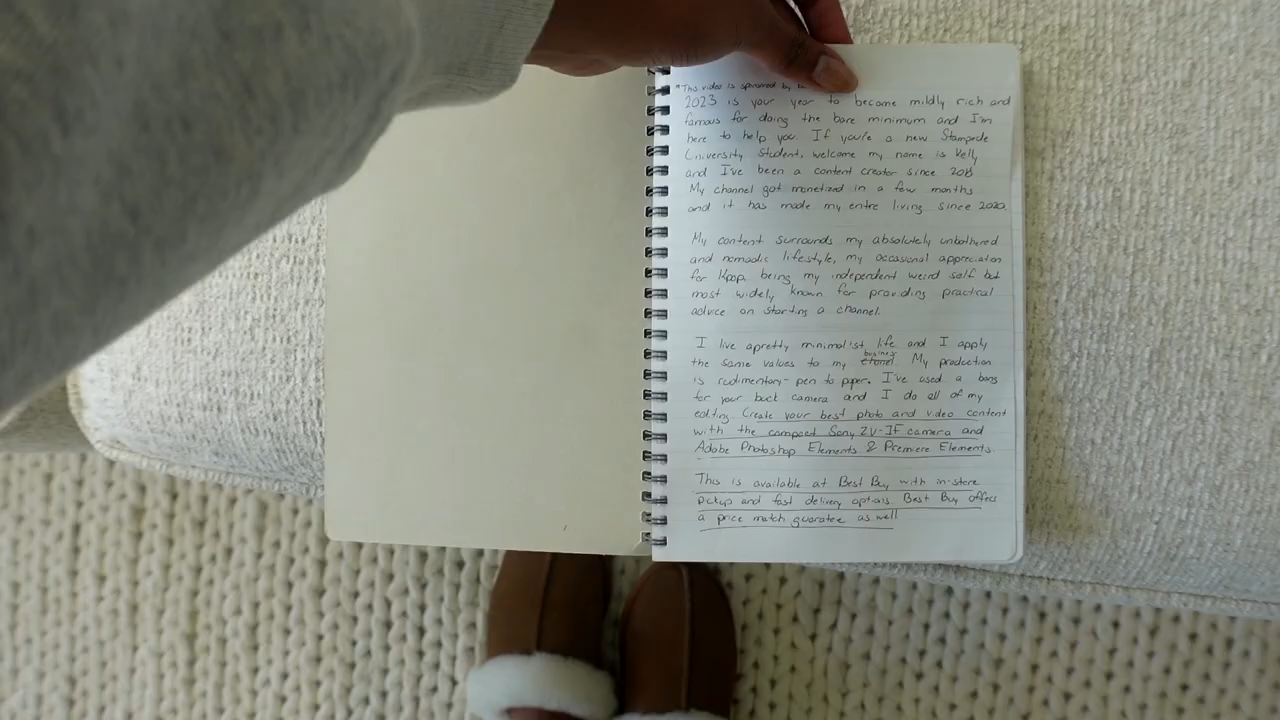 *This video is sponsored by
2023 is your year to become mildly rich and
famous for doing the bare minimum and I'm
here to help you. If you're a new Stampede
University Student, welcome my name is Kelly
and I've been a content creator since
My channel got monetized in a few months
and it has made my entire living since 2020.
My content surrounds my absolutely unbothered
and nomadic lifestyle, my occasional appreciation
for Kpop, being my independent weird self but
most widely known for providing practical
advice on starting a channel.
I live a pretty minimalist life and I apply
the same values to my business My production
is rudimentary- pen to paper. I've used a bang
for your buck camera and I do all of my
editing. Create your best photo and video content
with the compact Sony ZV-1F camera and
Adobe Photoshop Elements & Premiere Elements.
This is available at Best Buy with in-store
pickup and fast delivery options. Best Buy offers
a price match guarantee as well